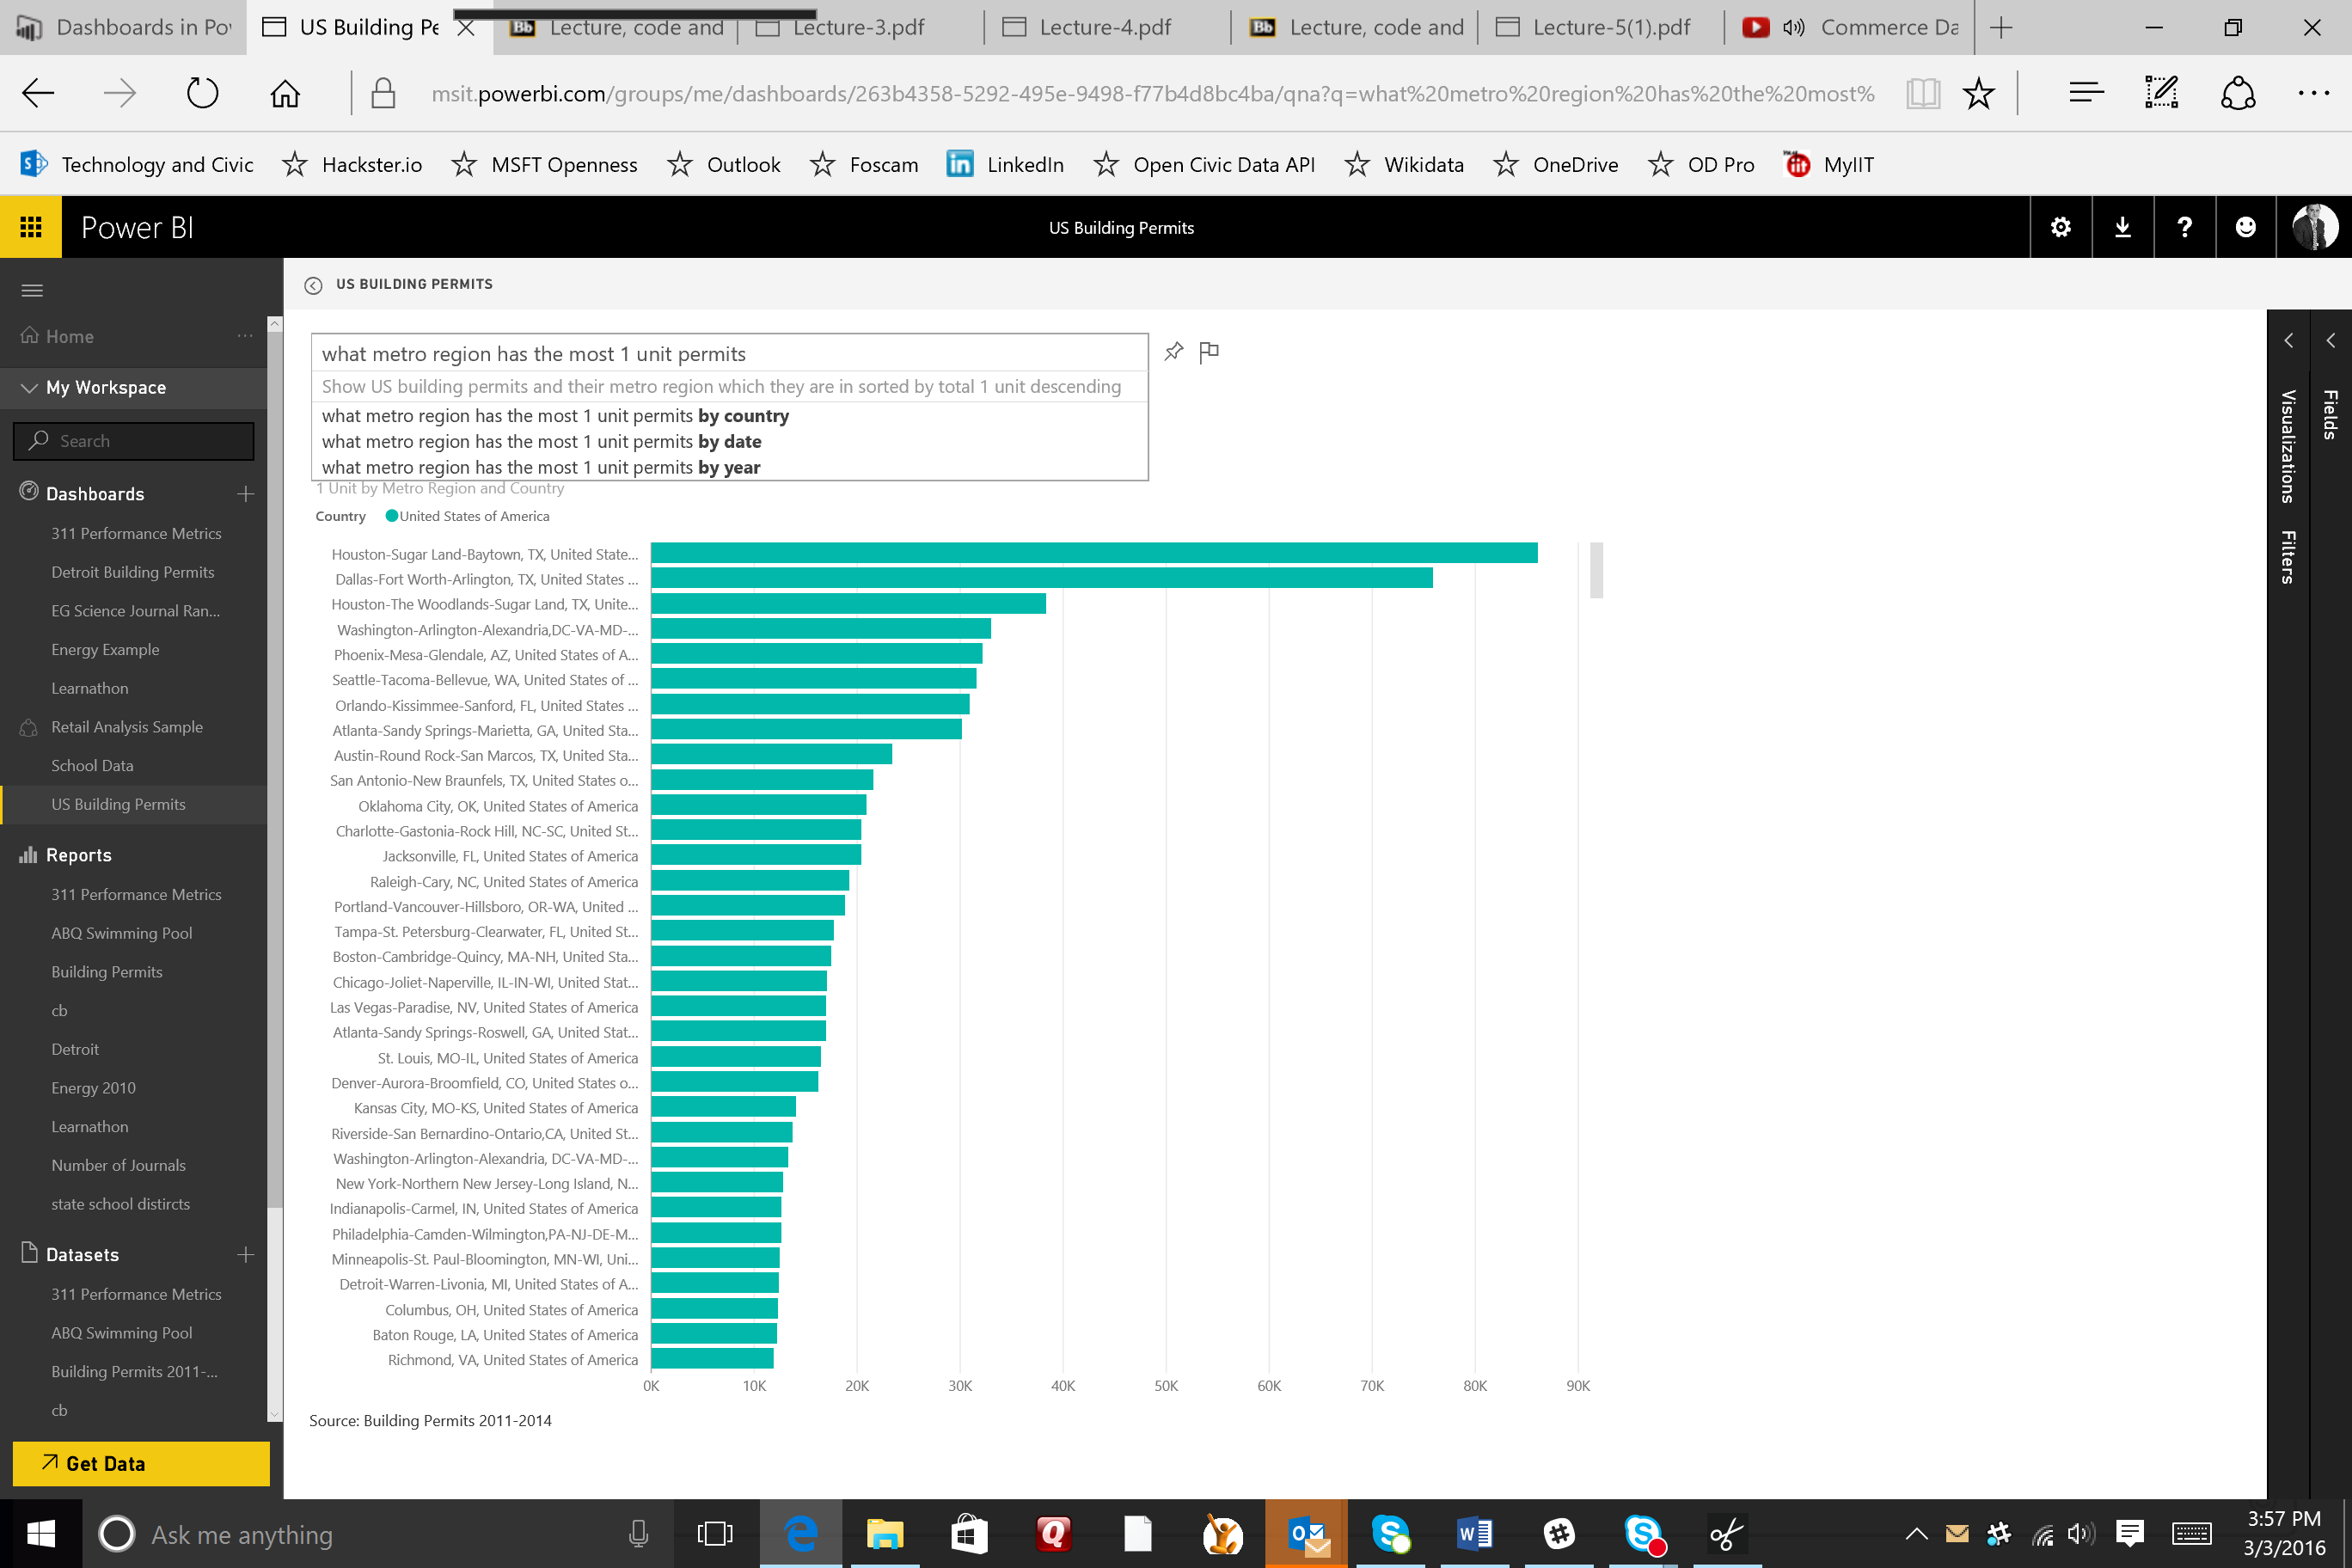 Dashboards in Po
US Building Pe
Lecture, code and
Lecture-3.pdf
Lecture-4.pdf
Lecture, code and
Lecture-5(1).pdf
Commerce Da
msit.powerbi.com/groups/me/dashboards/263b4358-5292-495e-9498-f77b4d8bc4ba/qna?q=what%20metro%20region%20has%20the%20most%
Technology and Civic
Hackster.io
MSFT Openness
Outlook
Foscam
LinkedIn
Open Civic Data API
Wikidata
OneDrive
OD Pro
MyIIT
Power BI
US Building Permits
US BUILDING PERMITS
Home
My Workspace
Search
Dashboards
311 Performance Metrics
Detroit Building Permits
EG Science Journal Ran...
Energy Example
Learnathon
Retail Analysis Sample
School Data
US Building Permits
Reports
311 Performance Metrics
ABQ Swimming Pool
Building Permits
cb
Detroit
Energy 2010
Learnathon
Number of Journals
state school distircts
Datasets
311 Performance Metrics
ABQ Swimming Pool
Building Permits 2011-...
cb
Get Data
what metro region has the most 1 unit permits
Show US building permits and their metro region which they are in sorted by total 1 unit descending
what metro region has the most 1 unit permits by country
what metro region has the most 1 unit permits by date
what metro region has the most 1 unit permits by year
1 Unit by Metro Region and Country
Country United States of America
Houston-Sugar Land-Baytown, TX, United State...
Dallas-Fort Worth-Arlington, TX, United States ...
Houston-The Woodlands-Sugar Land, TX, Unite...
Washington-Arlington-Alexandria,DC-VA-MD-...
Phoenix-Mesa-Glendale, AZ, United States of A...
Seattle-Tacoma-Bellevue, WA, United States of ...
Orlando-Kissimmee-Sanford, FL, United States ...
Atlanta-Sandy Springs-Marietta, GA, United Sta...
Austin-Round Rock-San Marcos, TX, United Sta...
San Antonio-New Braunfels, TX, United States o...
Oklahoma City, OK, United States of America
Charlotte-Gastonia-Rock Hill, NC-SC, United St...
Jacksonville, FL, United States of America
Raleigh-Cary, NC, United States of America
Portland-Vancouver-Hillsboro, OR-WA, United ...
Tampa-St. Petersburg-Clearwater, FL, United St...
Boston-Cambridge-Quincy, MA-NH, United Sta...
Chicago-Joliet-Naperville, IL-IN-WI, United Stat...
Las Vegas-Paradise, NV, United States of America
Atlanta-Sandy Springs-Roswell, GA, United Stat...
St. Louis, MO-IL, United States of America
Denver-Aurora-Broomfield, CO, United States o...
Kansas City, MO-KS, United States of America
Riverside-San Bernardino-Ontario,CA, United St...
Washington-Arlington-Alexandria, DC-VA-MD-...
New York-Northern New Jersey-Long Island, N...
Indianapolis-Carmel, IN, United States of America
Philadelphia-Camden-Wilmington,PA-NJ-DE-M...
Minneapolis-St. Paul-Bloomington, MN-WI, Uni...
Detroit-Warren-Livonia, MI, United States of A...
Columbus, OH, United States of America
Baton Rouge, LA, United States of America
Richmond, VA, United States of America
0K 10K 20K 30K 40K 50K 60K 70K 80K 90K
Source: Building Permits 2011-2014
Visualizations
Filters
Fields
Ask me anything
3:57 PM
3/3/2016